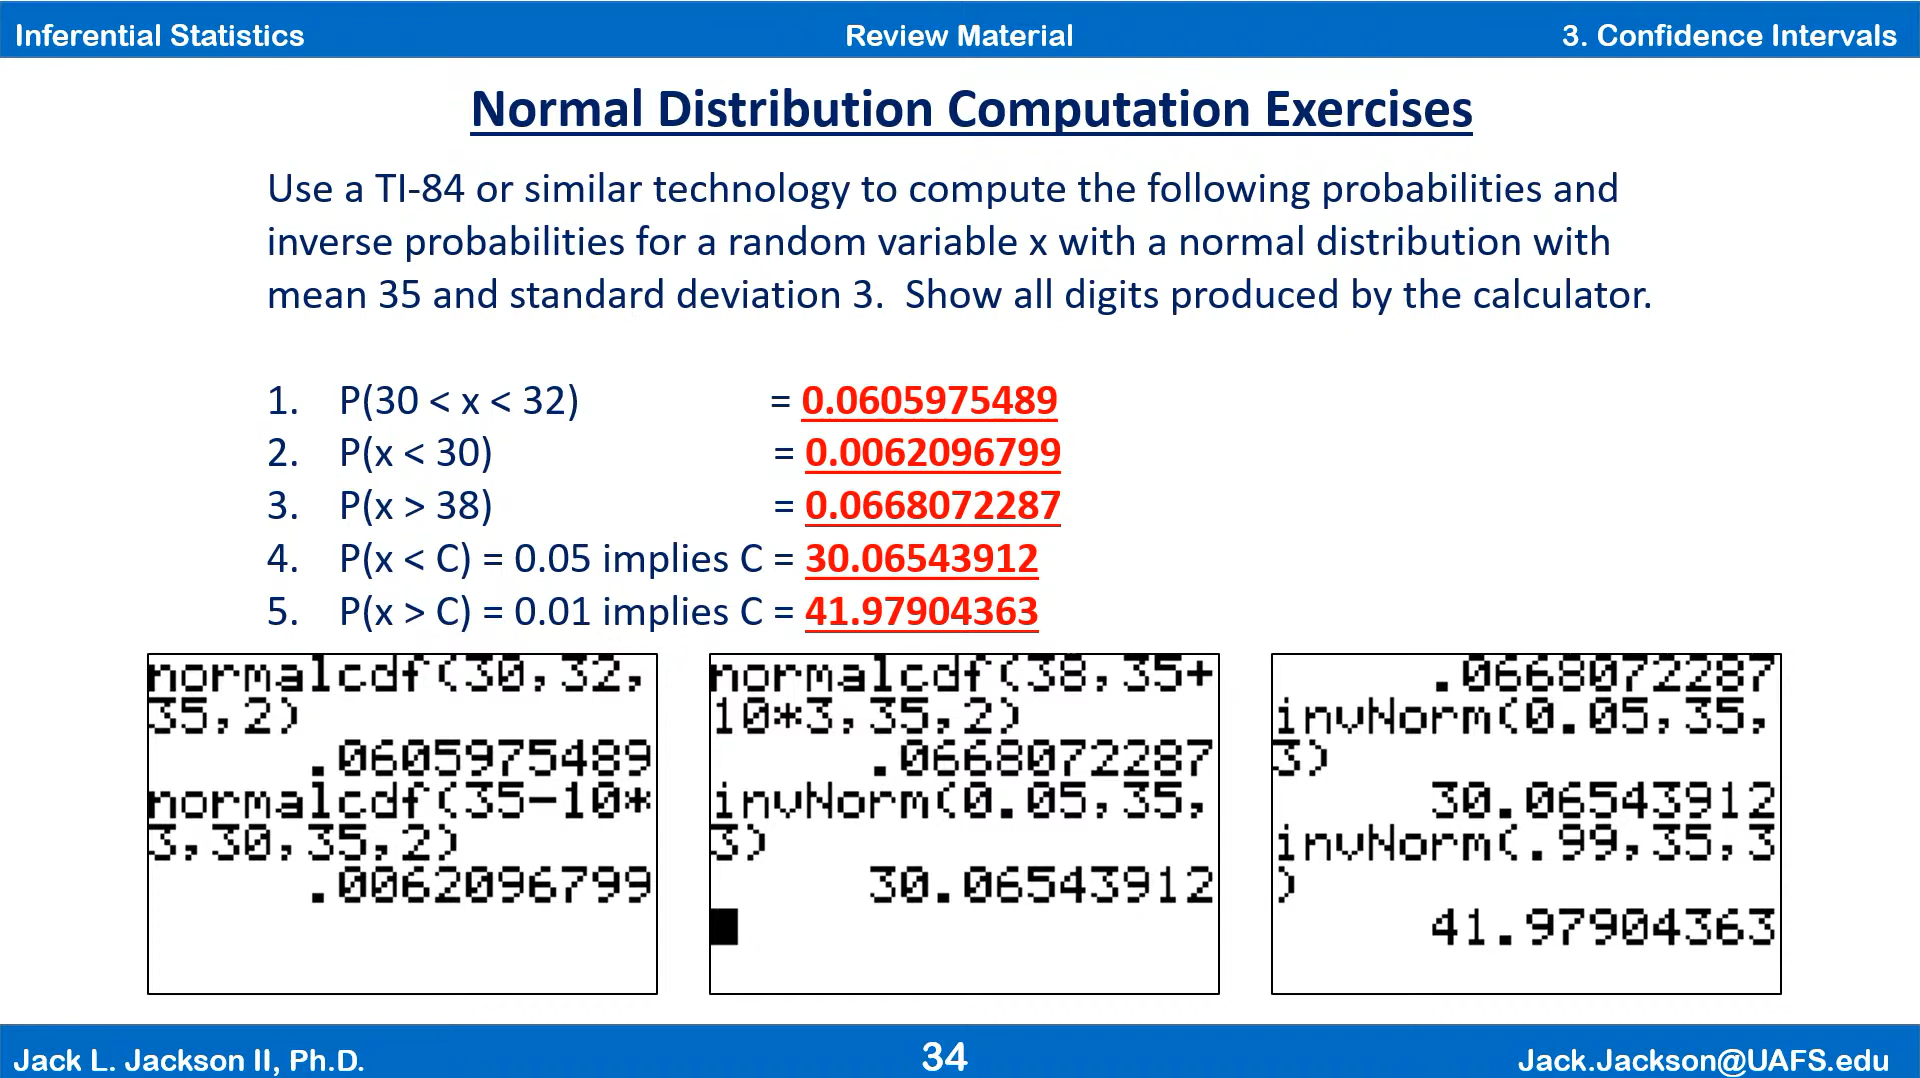 Inferential Statistics
Review Material
3. Confidence Intervals
Normal Distribution Computation Exercises
Use a TI-84 or similar technology to compute the following probabilities and
inverse probabilities for a random variable x with a normal distribution with
mean 35 and standard deviation 3. Show all digits produced by the calculator.
1. P(30 < x < 32) = 0.0605975489
2. P(x < 30) = 0.0062096799
3. P(x > 38) = 0.0668072287
4. P(x < C) = 0.05 implies C = 30.06543912
5. P(x > C) = 0.01 implies C = 41.97904363
normalcdf(30,32,
35,2)
.0605975489
normalcdf(35-10*
3,30,35,2)
.0062096799
normalcdf(38,35+
10*3,35,2)
.0668072287
invNorm(0.05,35,
3)
30.06543912
.0668072287
invNorm(0.05,35,
3)
30.06543912
invNorm(.99,35,3
)
41.97904363
Jack L. Jackson II, Ph.D.
34
Jack.Jackson@UAFS.edu